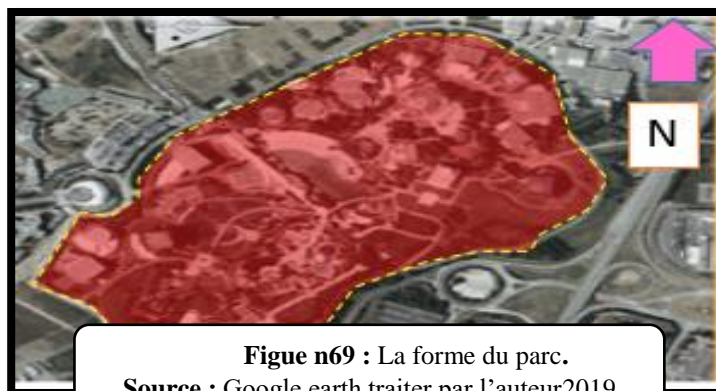 N
Figue n69 : La forme du parc.
Source : Google earth traiter par l'auteur2019